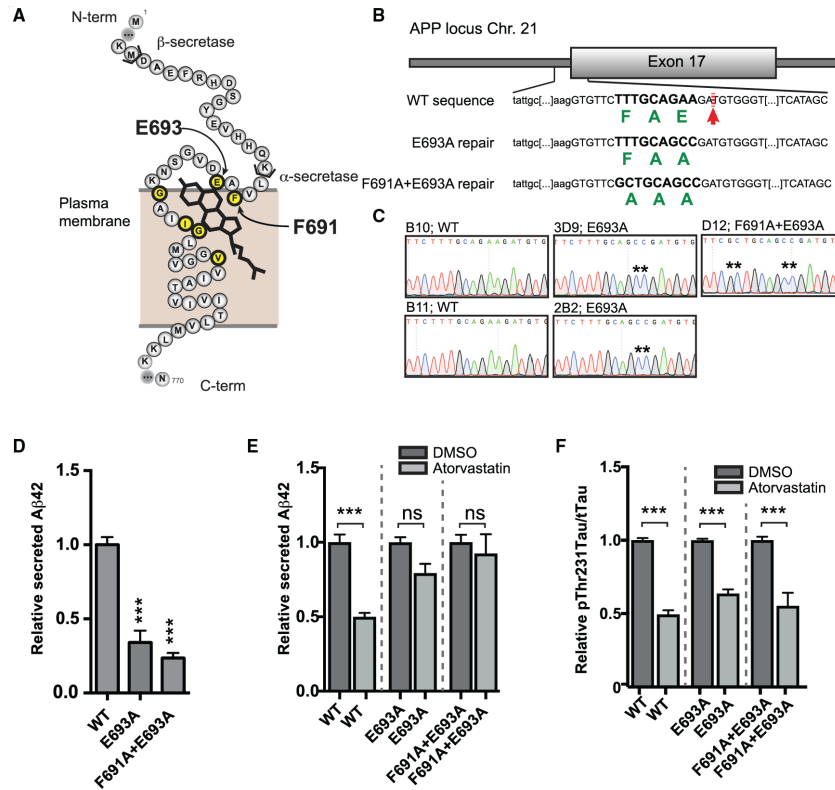 A
N-term
M 1
...
K M D A E F R H D
S
G
Y
E V H H Q K
β-secretase
E693
L
V
F
A
E
D
V
G
S
N
K
G
A
I
I
G
L
M
V G G V
I A T
V I V I
T
L
V
M
L
K
K
K
... N 770
α-secretase
F691
Plasma
membrane
C-term
B
APP locus Chr. 21
Exon 17
WT sequence tattgc[...]aagGTGTTCTTTGCAGAAGATGTGGGT[...]TCATAGC
F A E
E693A repair tattgc[...]aagGTGTTCTTTGCAGCCGATGTGGGT[...]TCATAGC
F A A
F691A+E693A repair tattgc[...]aagGTGTTCGCTGCAGCCGATGTGGGT[...]TCATAGC
A A A
C
B10; WT
TTCTTTGCAGAAGATGTG
3D9; E693A
TTCTTTGCAGCCGATGTG
**
D12; F691A+E693A
TTCGCTGCAGCCGATGTG
** **
B11; WT
TTCTTTGCAGAAGATGTG
2B2; E693A
TTCTTTGCAGCCGATGTG
**
D
Relative secreted Aβ42
1.5
1.0
0.5
0.0
***
***
WT
E693A
F691A+E693A
E
DMSO
Atorvastatin
Relative secreted Aβ42
1.5
1.0
0.5
0.0
*** ns ns
WT
WT
E693A
E693A
F691A+E693A
F691A+E693A
F
DMSO
Atorvastatin
Relative pThr231Tau/tTau
1.5
1.0
0.5
0.0
*** *** ***
WT
WT
E693A
E693A
F691A+E693A
F691A+E693A